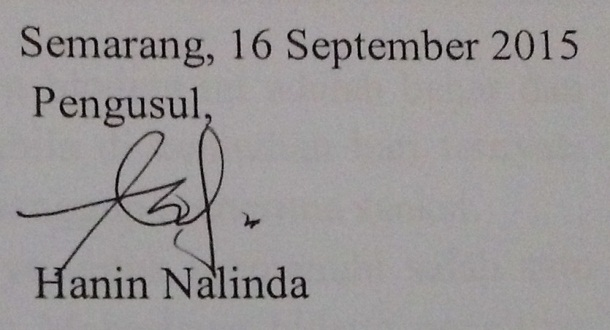 Semarang, 16 September 2015
Pengusul,
Hanin Nalinda